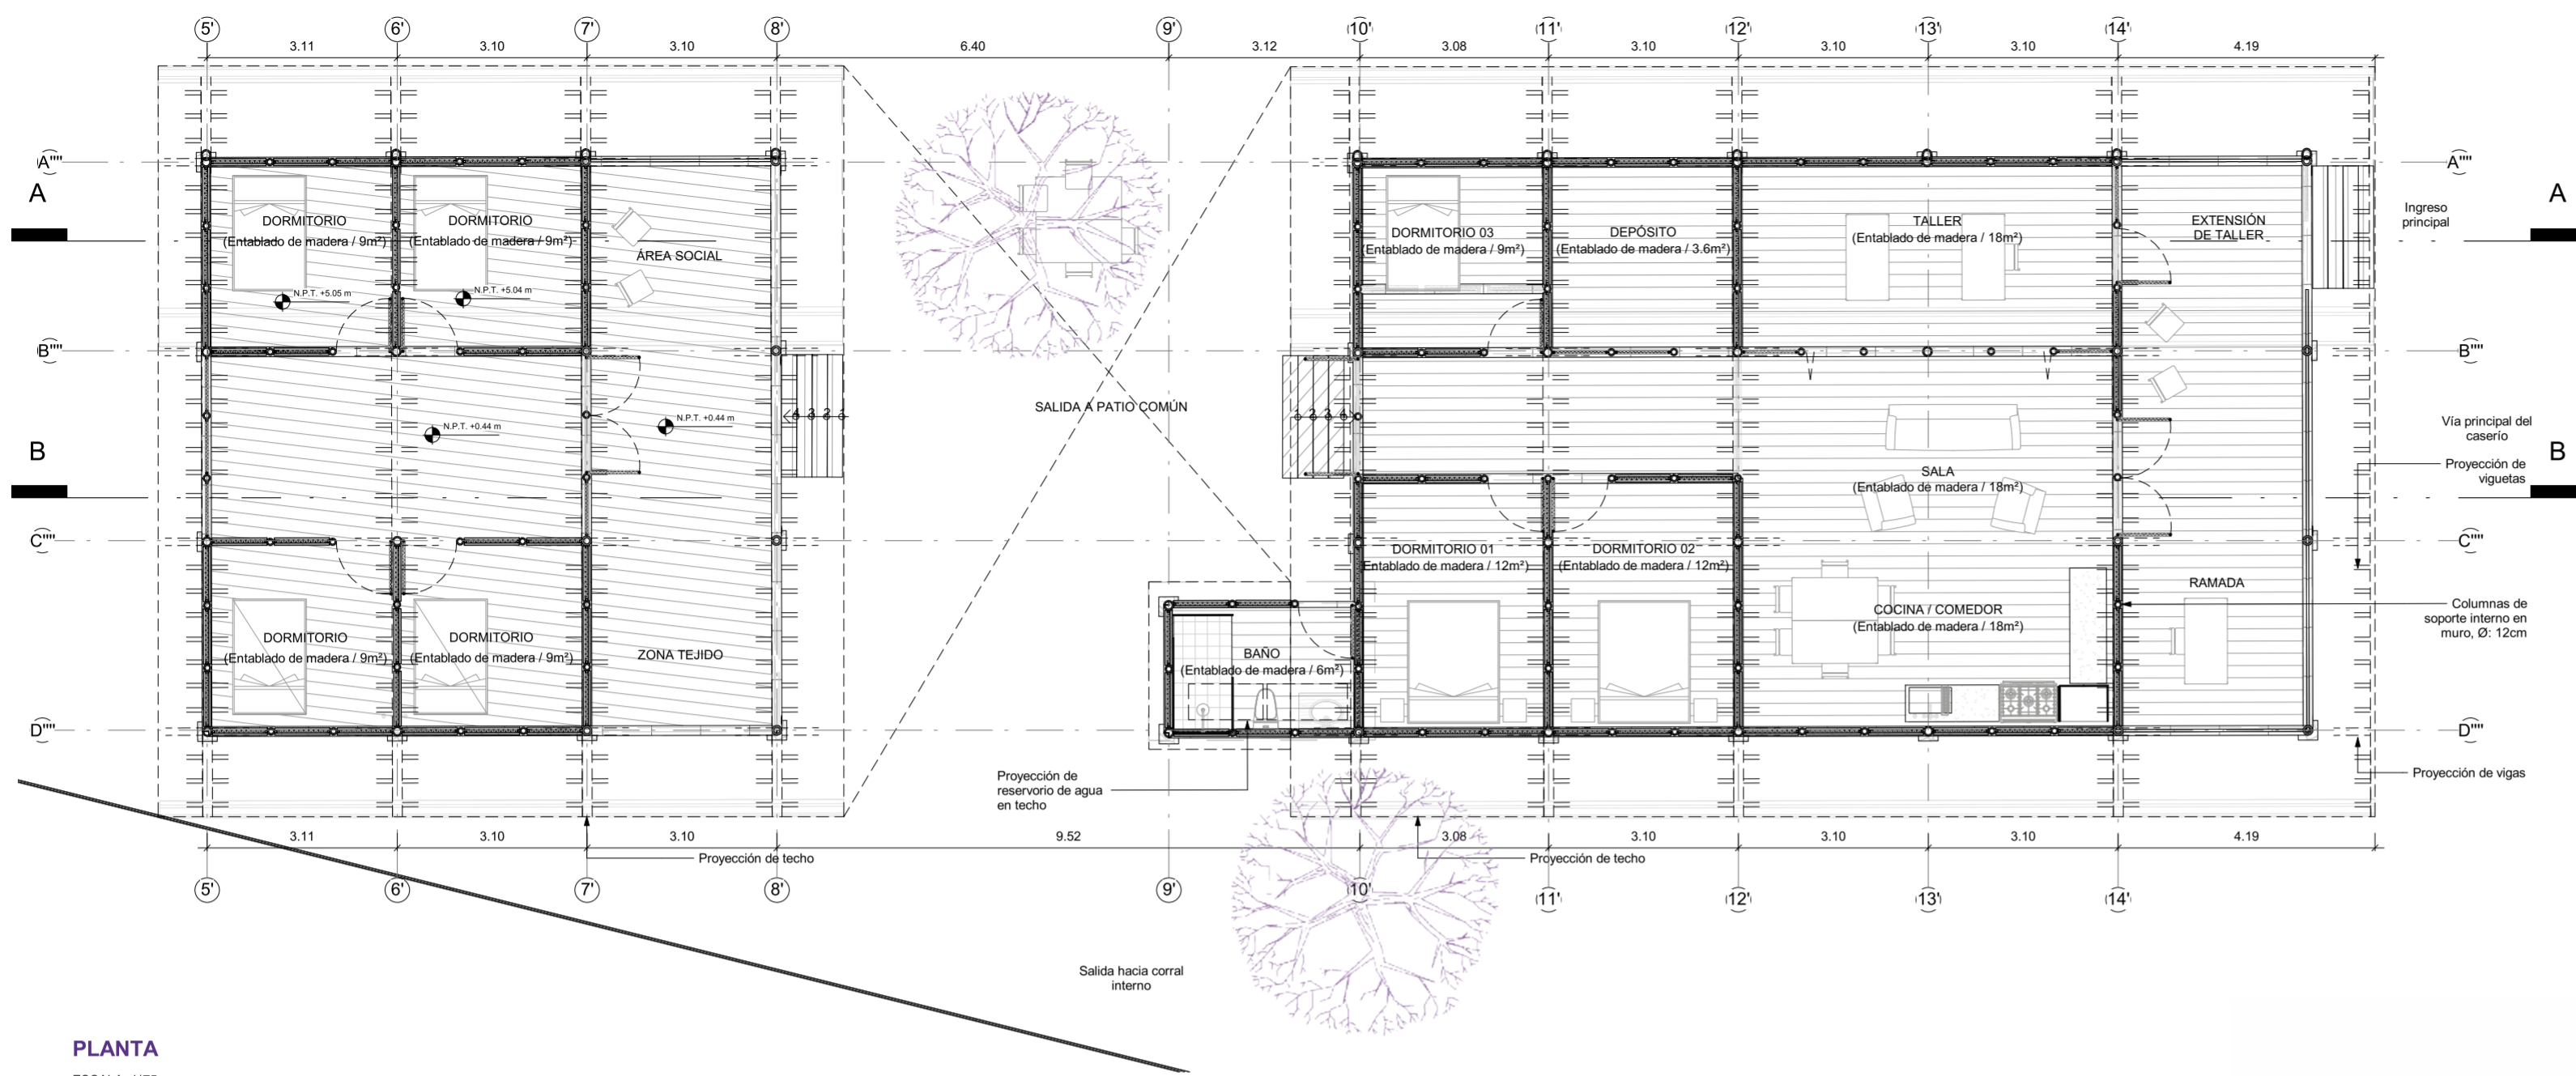 5' 6' 7' 8' 9' 10' 11' 12' 13' 14'
3.11 3.10 3.10 6.40 3.12 3.08 3.10 3.10 3.10 4.19
A'''' A''''
A A
Ingreso
principal
DORMITORIO
(Entablado de madera / 9m²)
DORMITORIO
(Entablado de madera / 9m²)
ÁREA SOCIAL
N.P.T. +5.05 m
N.P.T. +5.04 m
DORMITORIO 03
(Entablado de madera / 9m²)
DEPÓSITO
(Entablado de madera / 3.6m²)
TALLER
(Entablado de madera / 18m²)
EXTENSIÓN
DE TALLER
B'''' B''''
N.P.T. +0.44 m
N.P.T. +0.44 m
4 3 2 1
SALIDA A PATIO COMÚN
1 2 3 4
Vía principal del
caserío
B B
Proyección de
viguetas
SALA
(Entablado de madera / 18m²)
C'''' C''''
DORMITORIO 01
(Entablado de madera / 12m²)
DORMITORIO 02
(Entablado de madera / 12m²)
RAMADA
COCINA / COMEDOR
(Entablado de madera / 18m²)
Columnas de
soporte interno en
muro, Ø: 12cm
DORMITORIO
(Entablado de madera / 9m²)
DORMITORIO
(Entablado de madera / 9m²)
ZONA TEJIDO
BAÑO
(Entablado de madera / 6m²)
D'''' D''''
Proyección de
reservorio de agua
en techo
Proyección de vigas
3.11 3.10 3.10 9.52 3.08 3.10 3.10 3.10 4.19
Proyección de techo
Proyección de techo
5' 6' 7' 8' 9' 10' 11' 12' 13' 14'
Salida hacia corral
interno
PLANTA